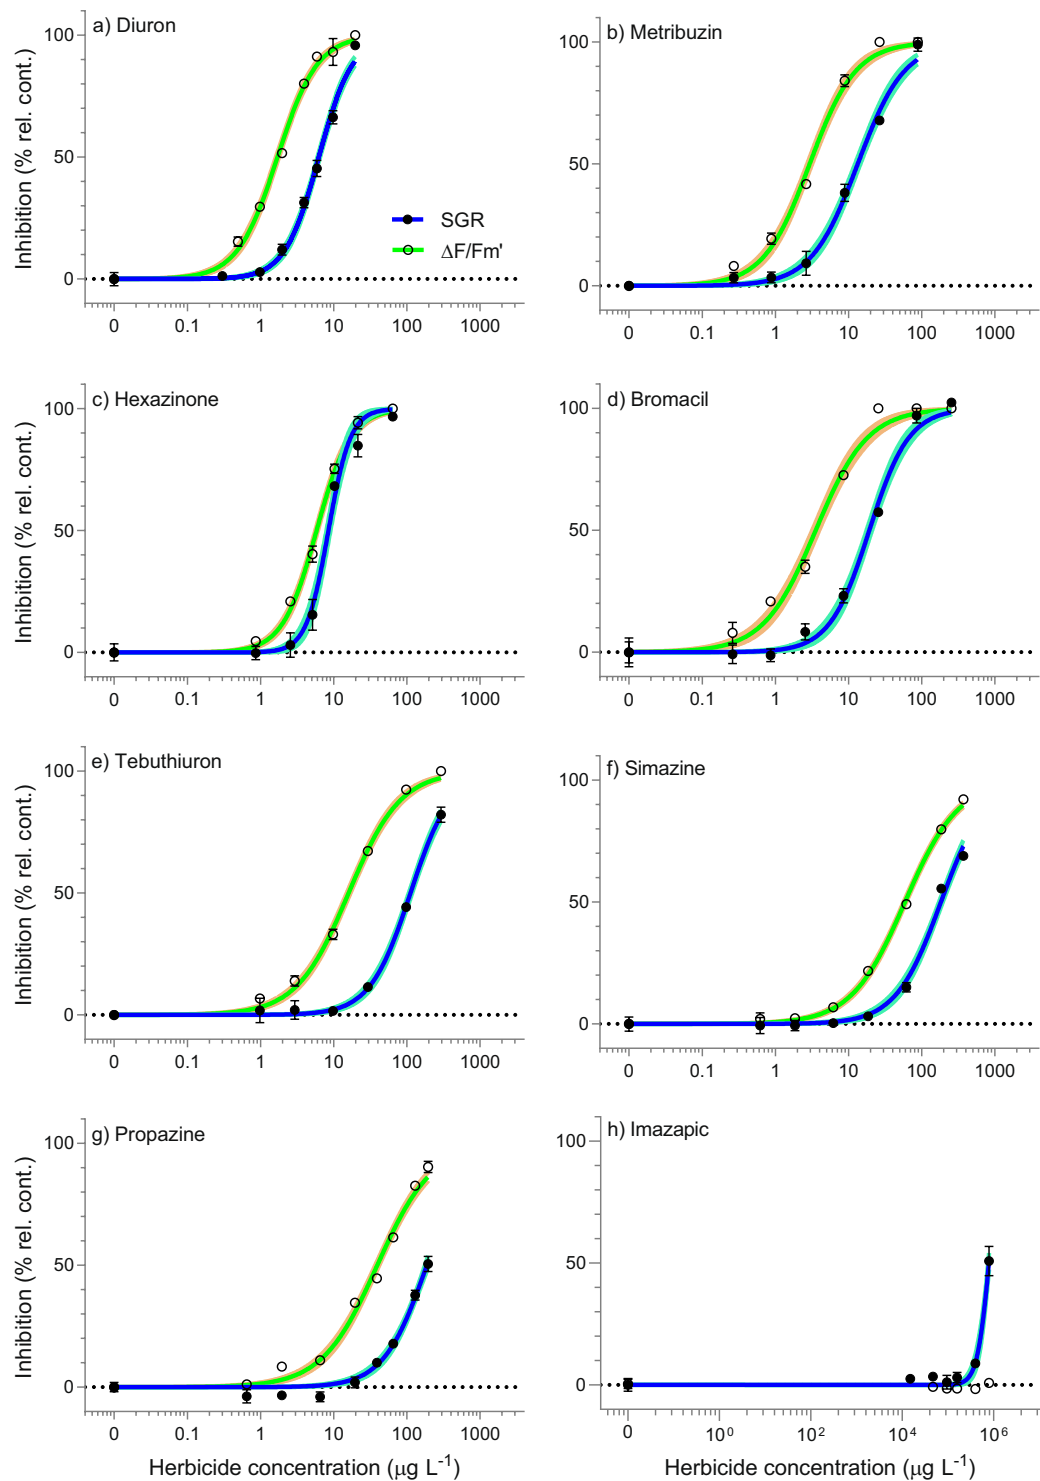 a) Diuron
Inhibition (% rel. cont.)
100
50
0
SGR
ΔF/Fm'
0 0.1 1 10 100 1000
b) Metribuzin
100
50
0
0 0.1 1 10 100 1000
c) Hexazinone
Inhibition (% rel. cont.)
100
50
0
0 1 10 100 1000
d) Bromacil
100
50
0
0 0.1 1 10 100 1000
e) Tebuthiuron
Inhibition (% rel. cont.)
100
50
0
0 0.1 1 10 100 1000
f) Simazine
100
50
0
0 0.1 1 10 100 1000
g) Propazine
Inhibition (% rel. cont.)
100
50
0
0 0.1 1 10 100 1000
Herbicide concentration (μg L⁻¹)
h) Imazapic
100
50
0
0 10⁰ 10² 10⁴ 10⁶
Herbicide concentration (μg L⁻¹)